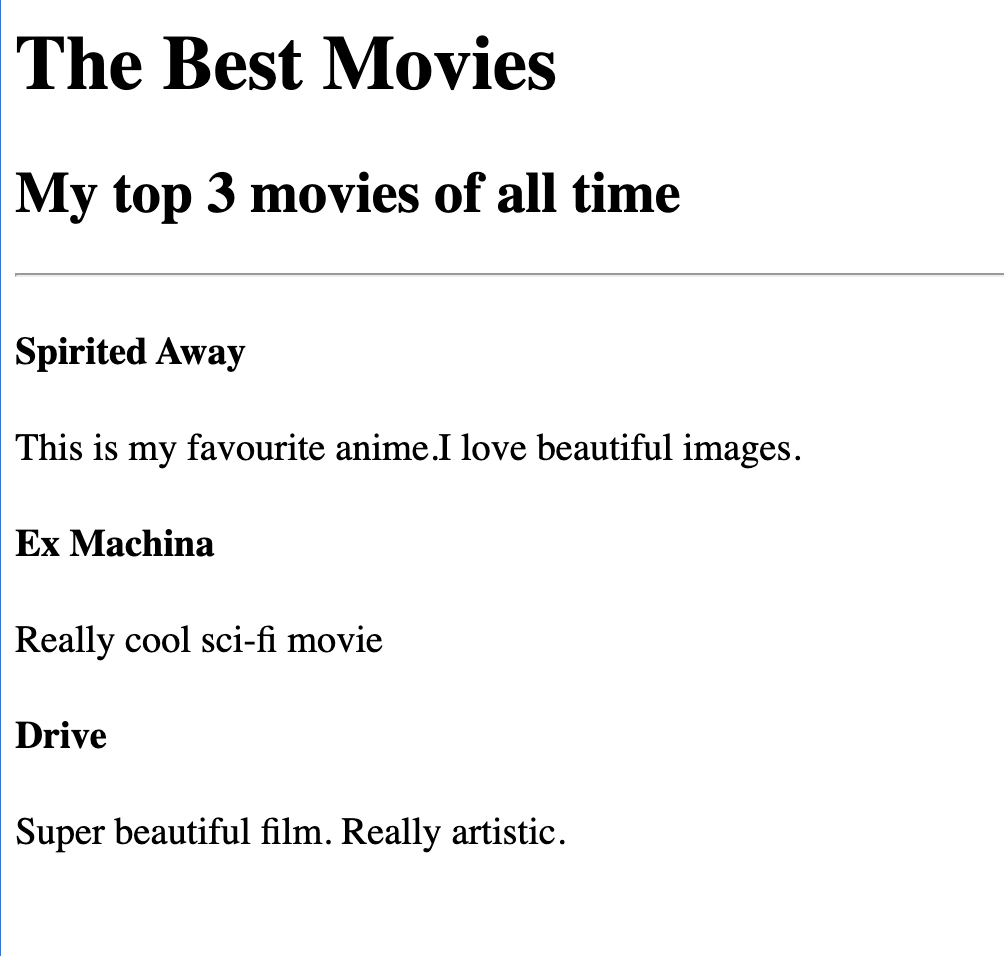 The Best Movies
My top 3 movies of all time
Spirited Away
This is my favourite anime.I love beautiful images.
Ex Machina
Really cool sci-fi movie
Drive
Super beautiful film. Really artistic.